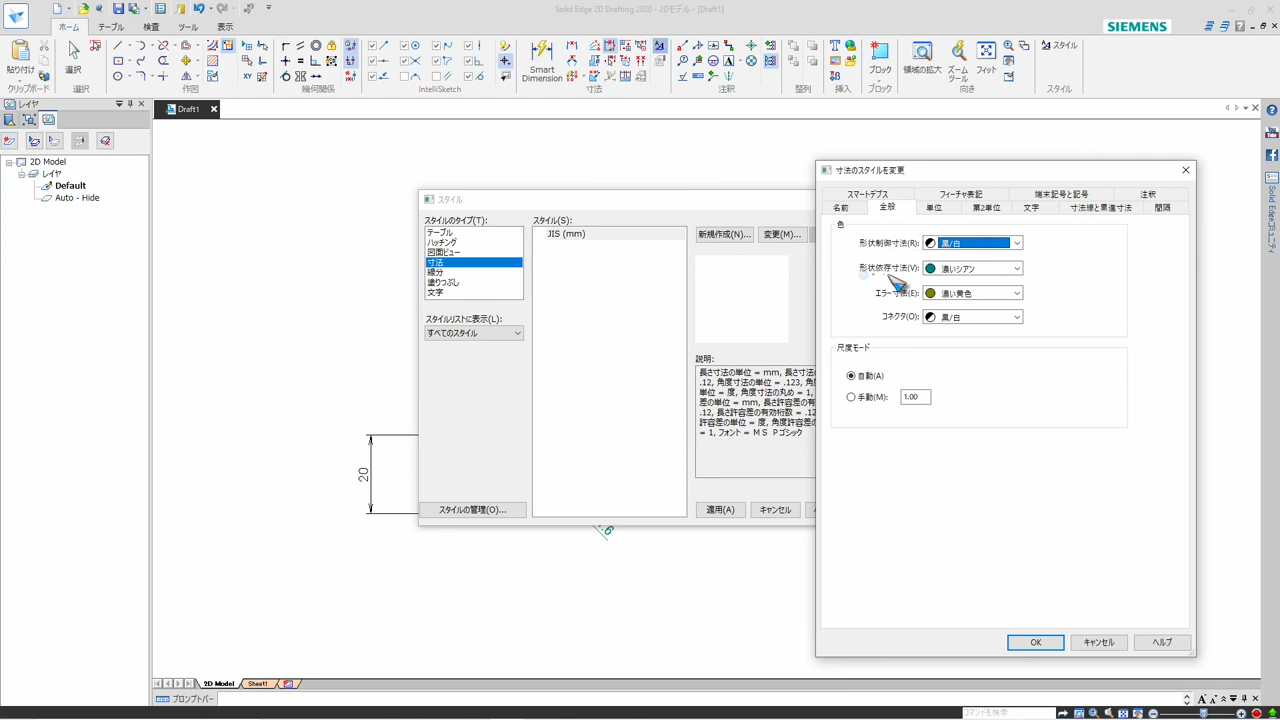 Solid Edge 2D Drafting 2020 - 2Dモデル - [Draft1]
ホーム テーブル 検査 ツール 表示
SIEMENS
貼り付け
選択
Smart Dimension
ブロック
領域の拡大
ズームツール
フィット
スタイル
クリップボード 選択 作図 幾何関係 IntelliSketch 寸法 注釈 整列 挿入 ブロック 向き スタイル
レイヤ
Draft1
2D Model
レイヤ
Default
Auto - Hide
20
スタイル
スタイルのタイプ(T):
テーブル
ハッチング
図面ビュー
寸法
線分
塗りつぶし
文字
スタイルリストに表示(L):
すべてのスタイル
スタイルの管理(O)...
スタイル(S):
JIS (mm)
新規作成(N)... 変更(M)...
説明:
長さ寸法の単位 = mm, 長さ寸法
.12, 角度寸法の単位 = .123, 角度
単位 = 度, 角度寸法の丸め = 1,
差の単位 = mm, 長さ許容差の有
.12, 長さ許容差の有効桁数 = .12
許容差の単位 = 度, 角度許容差
= 1, フォント = ＭＳ Ｐゴシック
適用(A) キャンセル
寸法のスタイルを変更
スマートデプス フィーチャ表記 端末記号と記号 注釈
名前 全般 単位 第2単位 文字 寸法線と累進寸法 間隔
色
形状制御寸法(R): 黒/白
形状依存寸法(V): 濃いシアン
エラー寸法(E): 濃い黄色
コネクタ(O): 黒/白
尺度モード
自動(A)
手動(M): 1.00
OK キャンセル ヘルプ
2D Model Sheet1
プロンプトバー
コマンドを検索